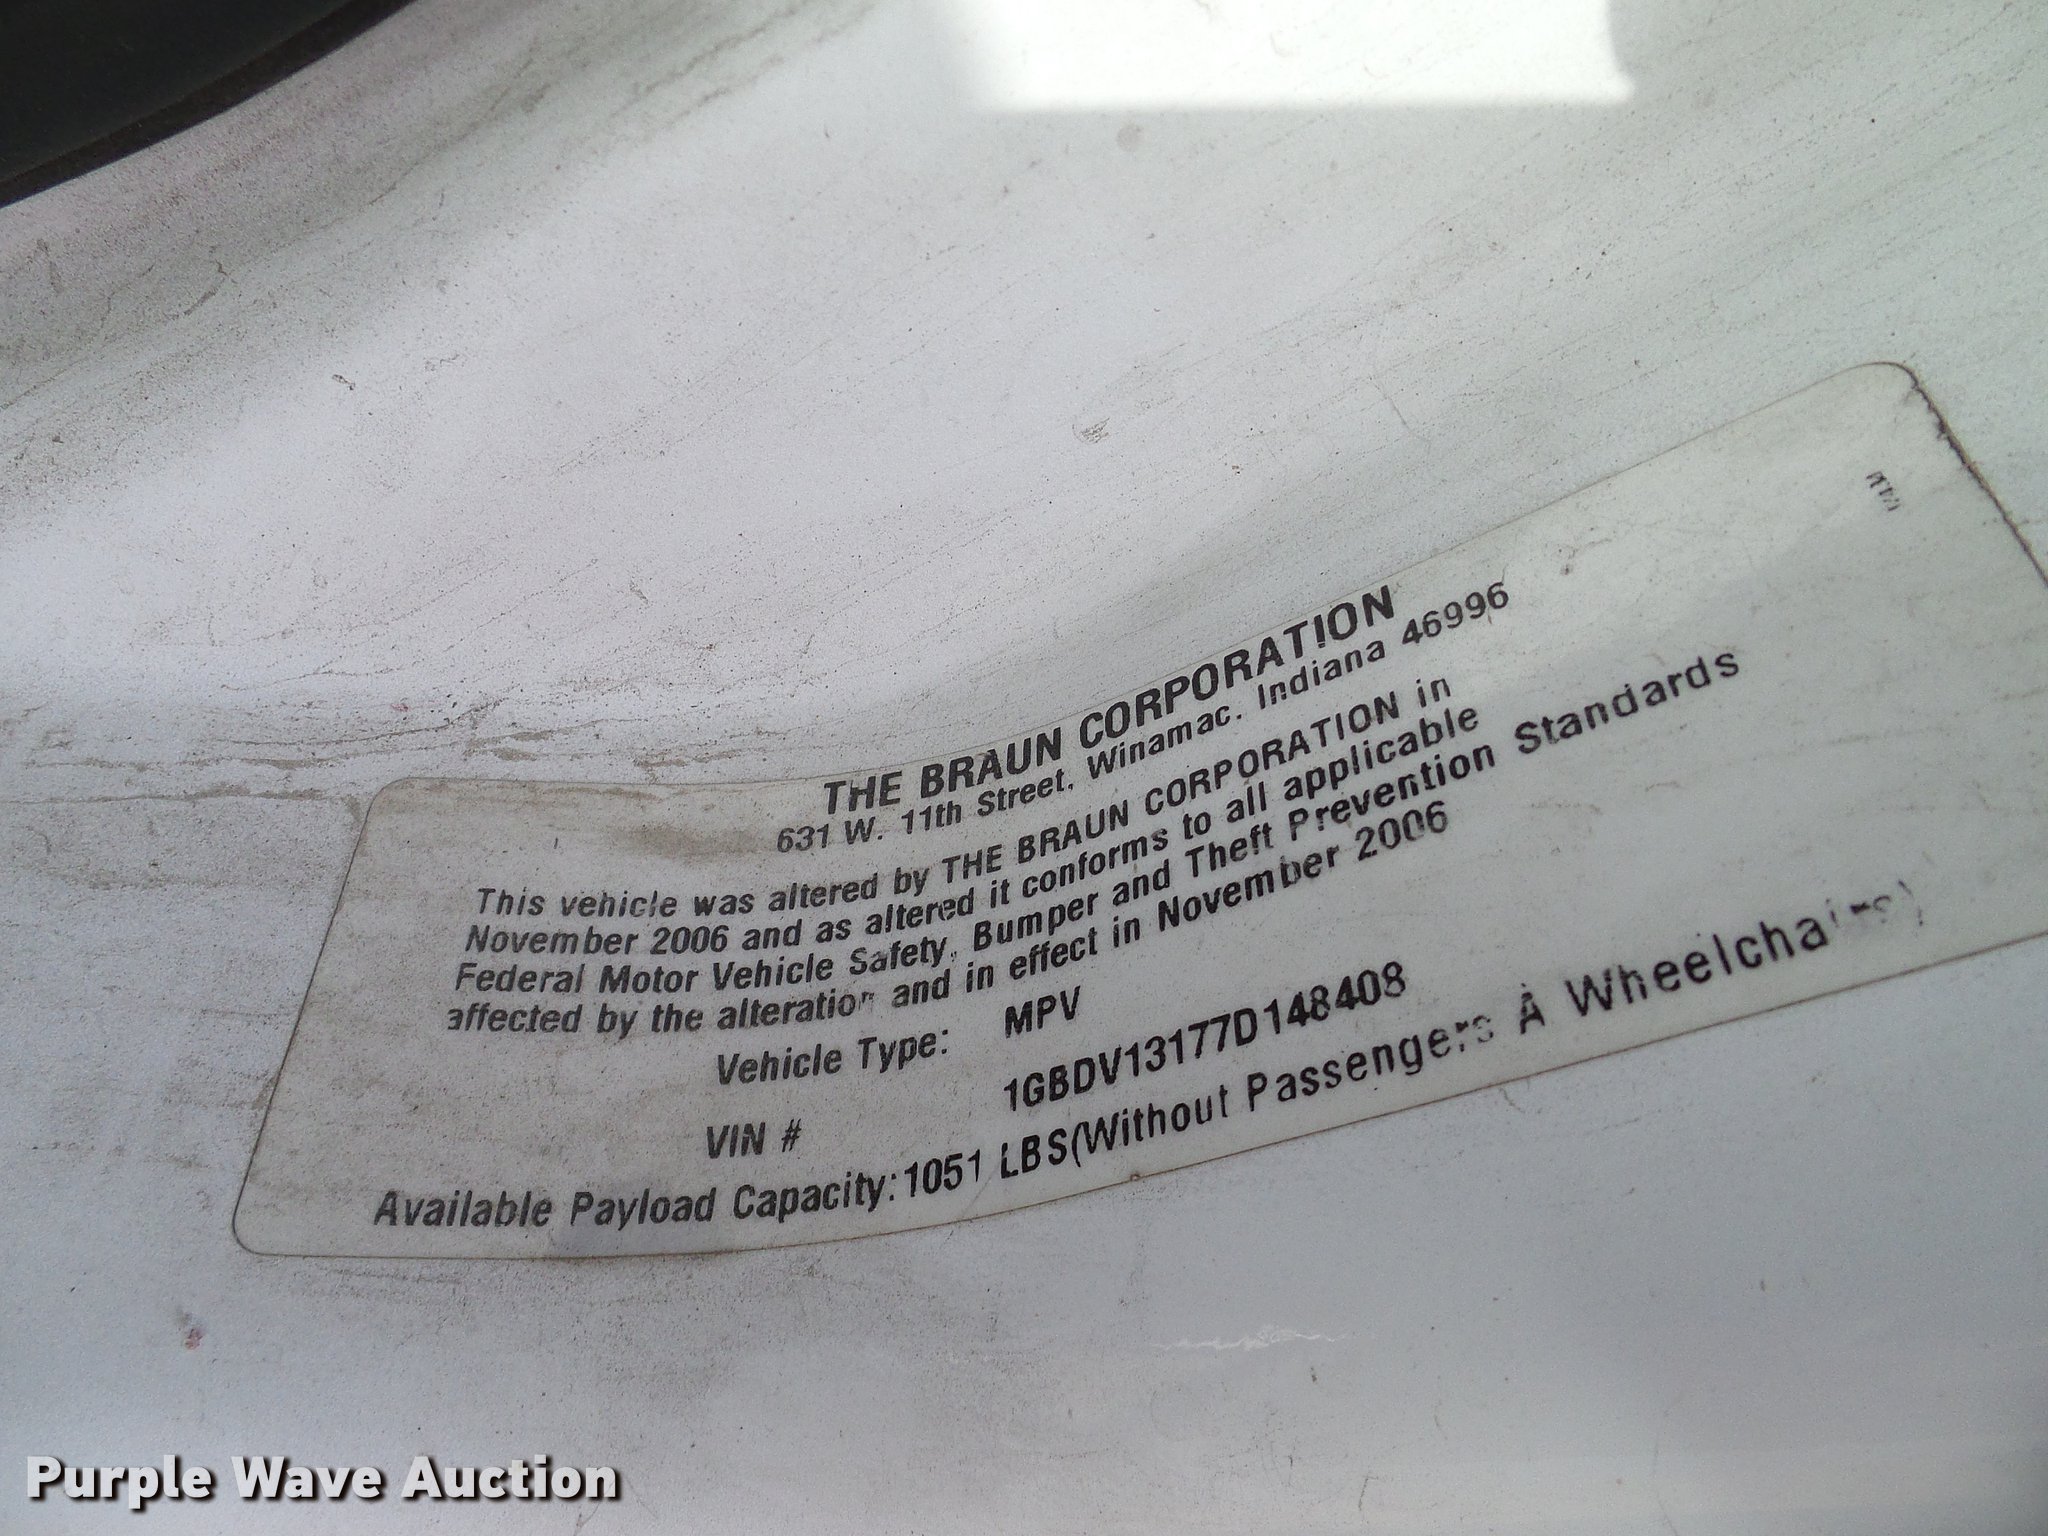 THE BRAUN CORPORATION
631 W. 11th Street, Winamac, Indiana 46996
This vehicle was altered by THE BRAUN CORPORATION in
November 2006 and as altered it conforms to all applicable
Federal Motor Vehicle Safety, Bumper and Theft Prevention Standards
affected by the alteration and in effect in November 2006
Vehicle Type: MPV
VIN # 1GBDV13177D148408
Available Payload Capacity:1051 LBS(Without Passengers & Wheelchairs)
Purple Wave Auction